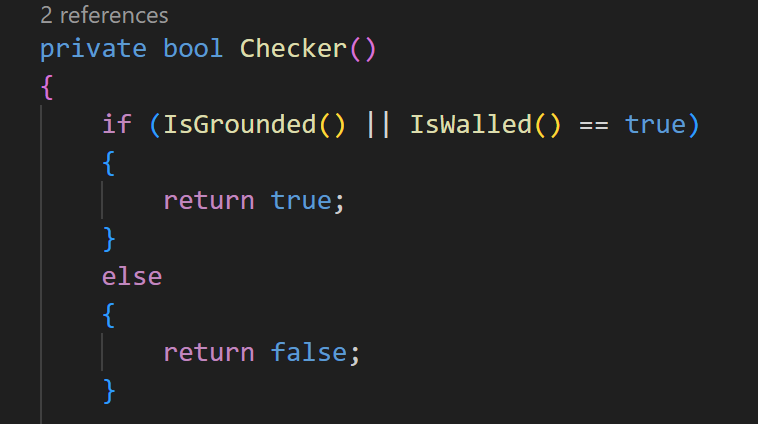 2 references
private bool Checker()
{
if (IsGrounded() || IsWalled() == true)
{
return true;
}
else
{
return false;
}